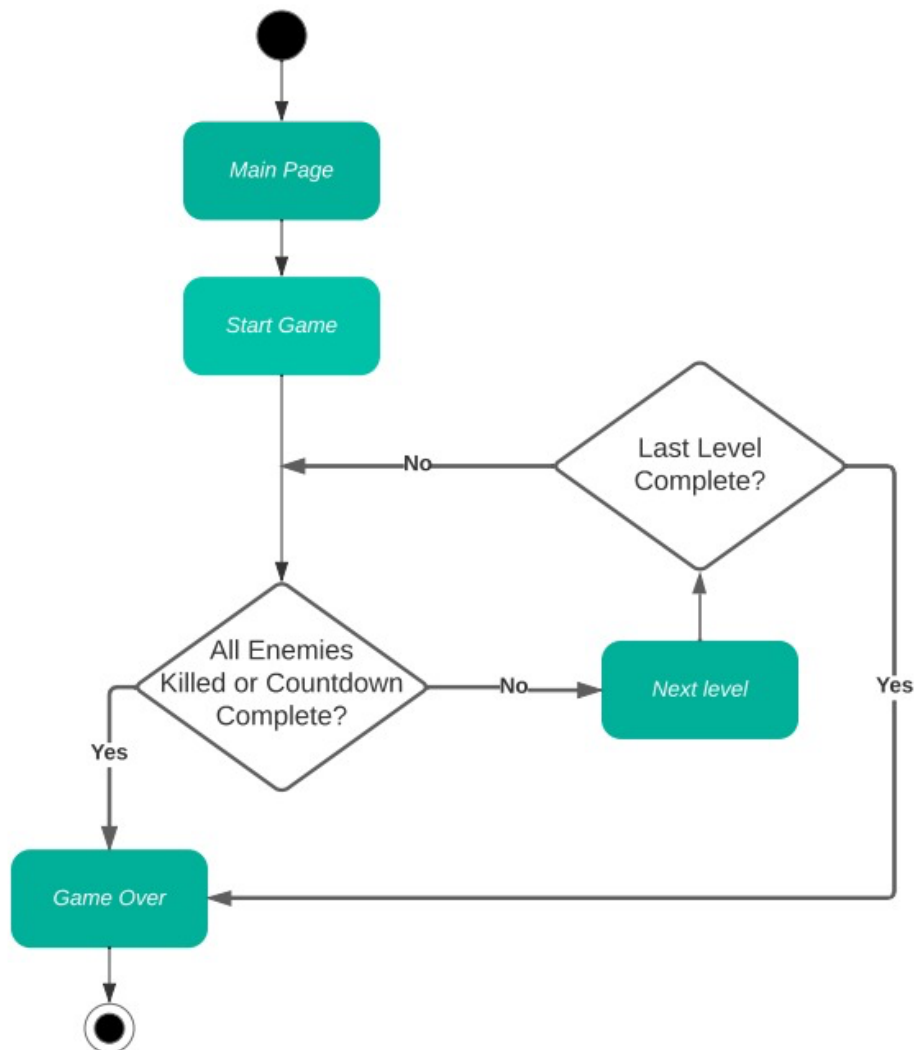 Main Page
Start Game
Last Level
Complete?
No
All Enemies
Killed or Countdown
Complete?
No
Next level
Yes
Yes
Game Over